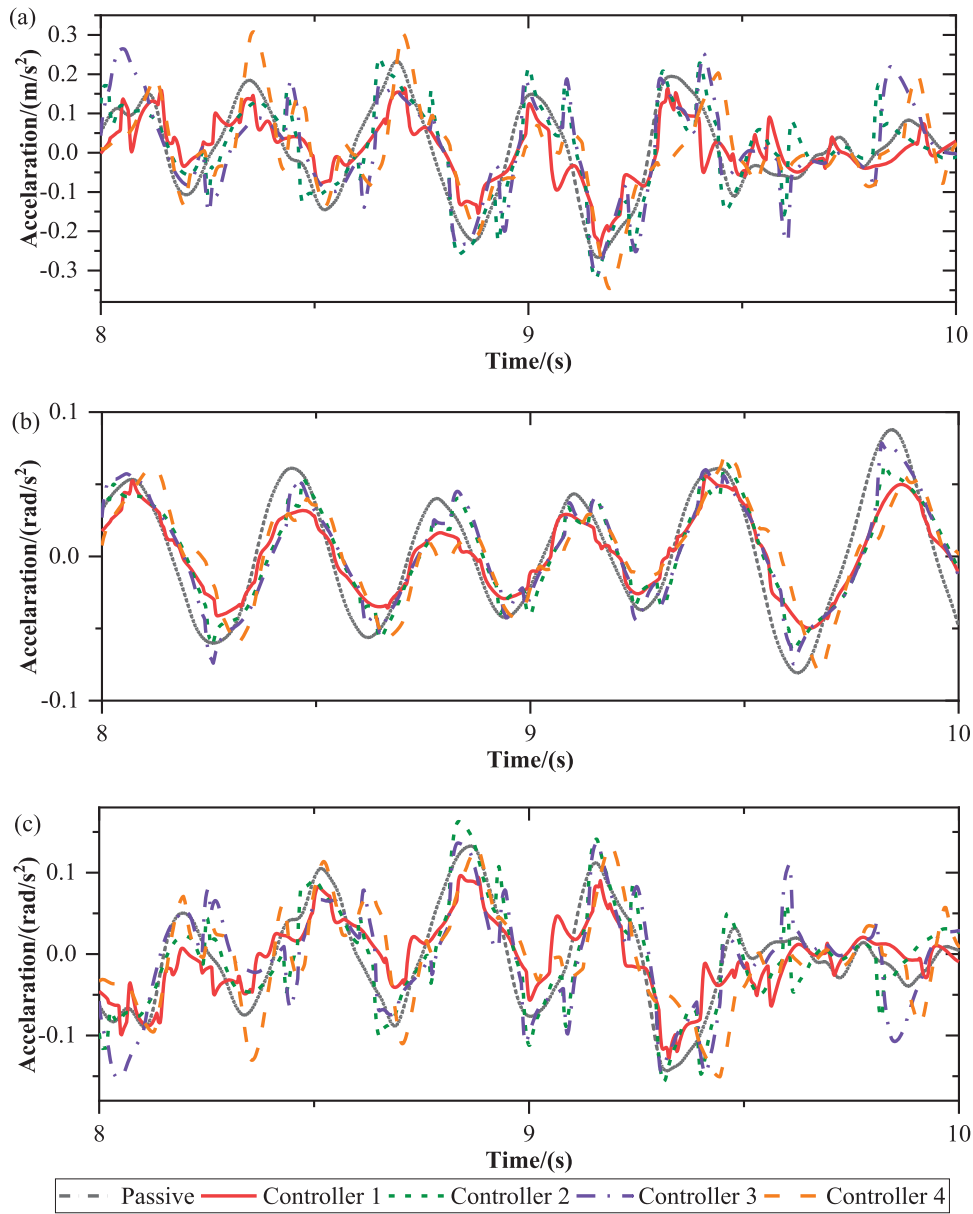 (a)
Accelaration/(m/s²)
0.3
0.2
0.1
0.0
-0.1
-0.2
-0.3
8 9 10
Time/(s)
(b)
Accelaration/(rad/s²)
0.1
0.0
-0.1
8 9 10
Time/(s)
(c)
Accelaration/(rad/s²)
0.1
0.0
-0.1
8 9 10
Time/(s)
Passive Controller 1 Controller 2 Controller 3 Controller 4